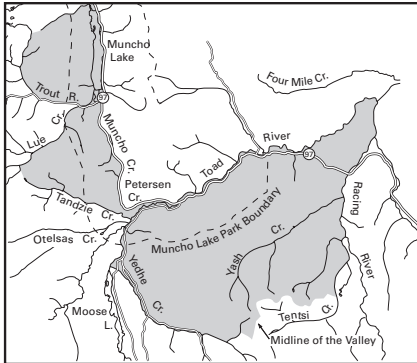 Muncho
Lake
Four Mile Cr.
Trout R.
97
Lue Cr.
Muncho Cr.
River
97
Toad
Petersen
Cr.
Tandzie Cr.
Racing River
Otelsas Cr.
Muncho Lake Park Boundary
Yedhe Cr.
Yash Cr.
Moose
L.
Tentsi Cr.
Midline of the Valley